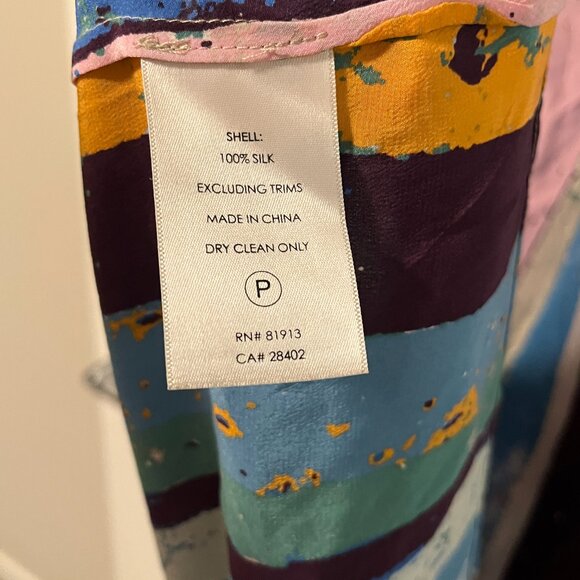 SHELL:
100% SILK
EXCLUDING TRIMS
MADE IN CHINA
DRY CLEAN ONLY
P
RN# 81913
CA# 28402